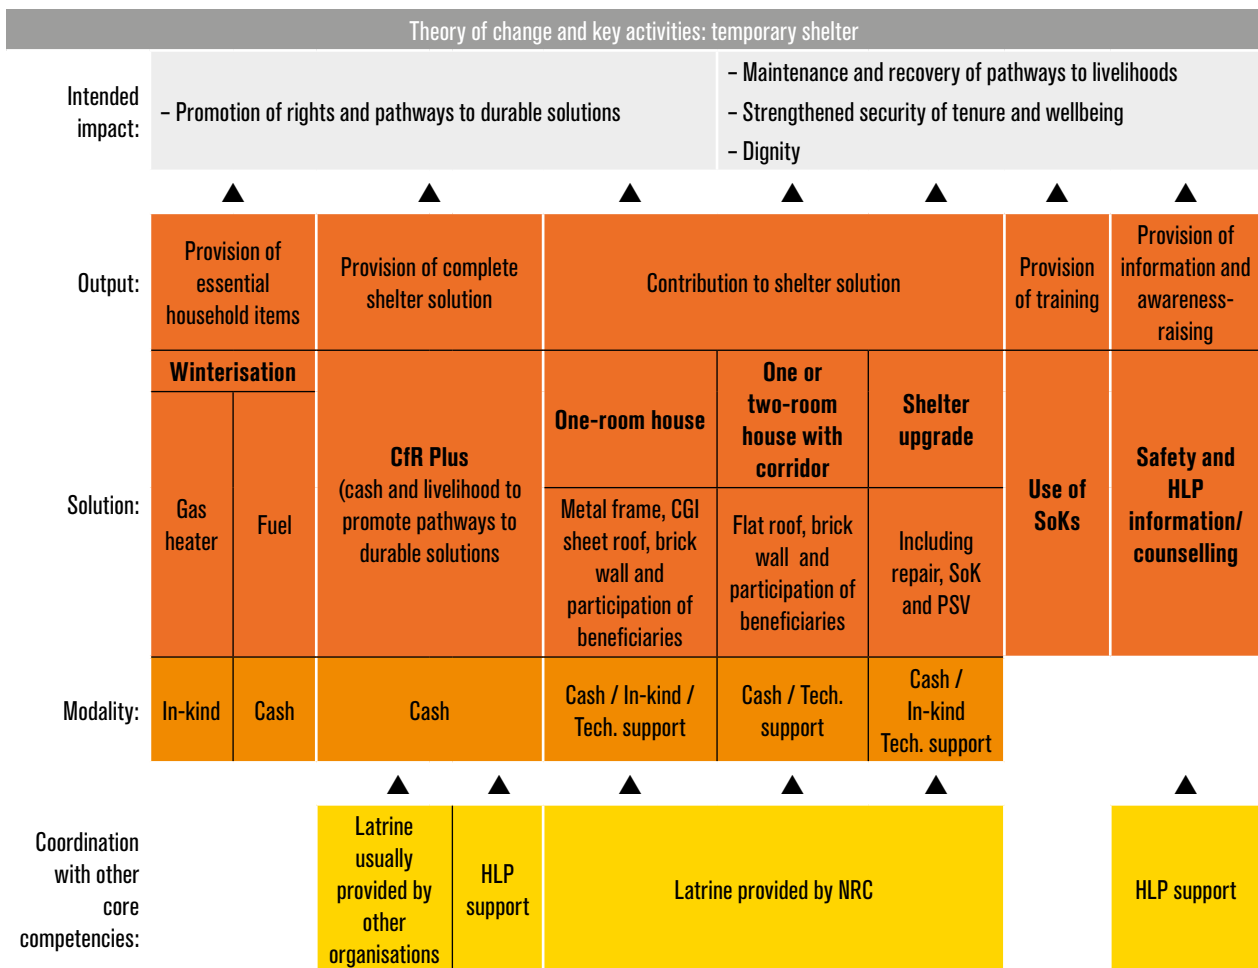 Theory of change and key activities: temporary shelter
Intended
impact:
– Promotion of rights and pathways to durable solutions
– Maintenance and recovery of pathways to livelihoods
– Strengthened security of tenure and wellbeing
– Dignity
Output:
Provision of
essential
household items
Provision of complete
shelter solution
Contribution to shelter solution
Provision
of training
Provision of
information and
awareness-
raising
Solution:
Winterisation
Gas
heater
Fuel
CfR Plus
(cash and livelihood to
promote pathways to
durable solutions
One-room house
Metal frame, CGI
sheet roof, brick
wall and
participation of
beneficiaries
One or
two-room
house with
corridor
Flat roof, brick
wall and
participation of
beneficiaries
Shelter
upgrade
Including
repair, SoK
and PSV
Use of
SoKs
Safety and
HLP
information/
counselling
Modality:
In-kind
Cash
Cash
Cash / In-kind /
Tech. support
Cash / Tech.
support
Cash /
In-kind
Tech. support
Coordination
with other
core
competencies:
Latrine
usually
provided by
other
organisations
HLP
support
Latrine provided by NRC
HLP support